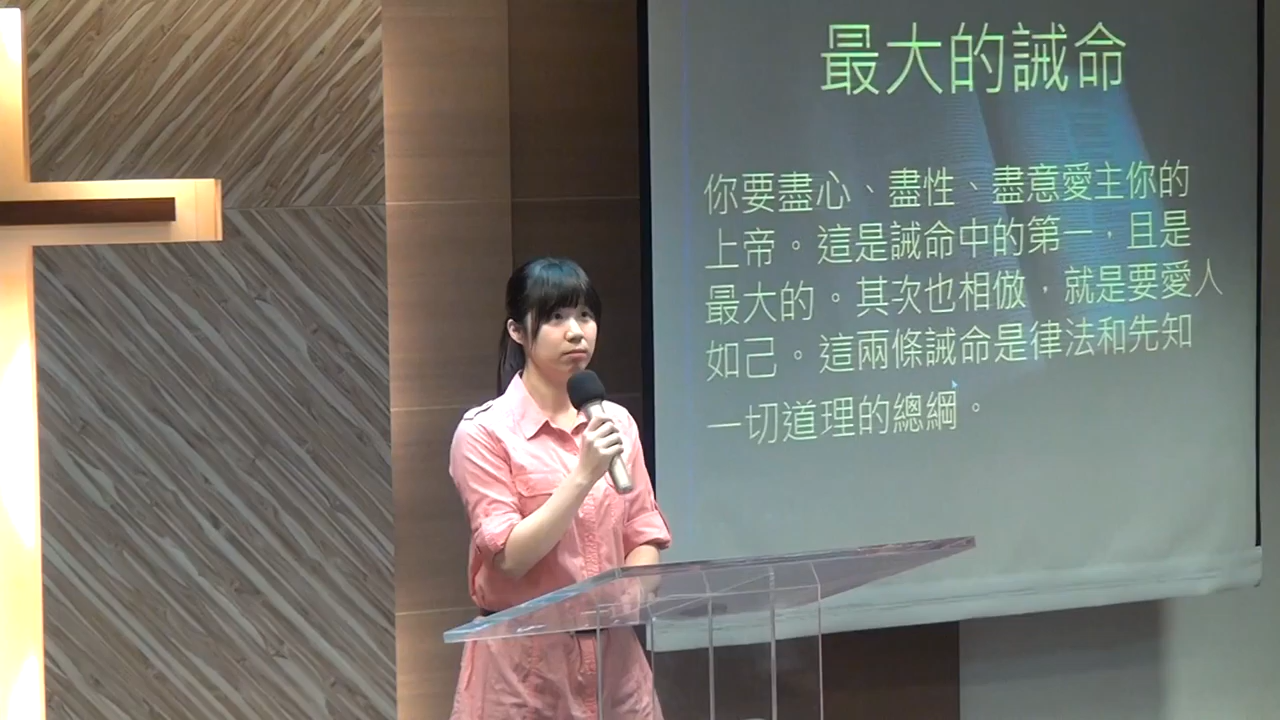 最大的誡命
你要盡心、盡性、盡意愛主你的
上帝。這是誡命中的第一，且是
最大的。其次也相倣，就是要愛人
如己。這兩條誡命是律法和先知
一切道理的總綱。